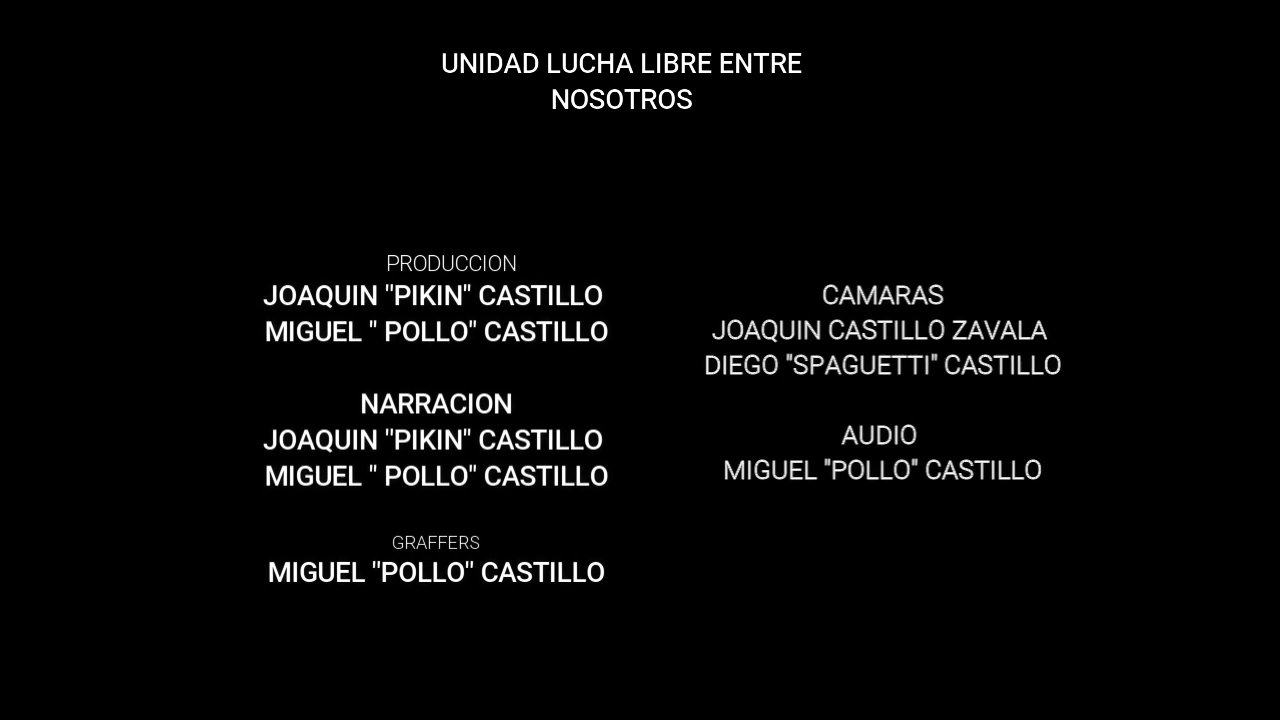 UNIDAD LUCHA LIBRE ENTRE
NOSOTROS
PRODUCCION
JOAQUIN "PIKIN" CASTILLO
MIGUEL " POLLO" CASTILLO
NARRACION
JOAQUIN "PIKIN" CASTILLO
MIGUEL " POLLO" CASTILLO
GRAFFERS
MIGUEL "POLLO" CASTILLO
CAMARAS
JOAQUIN CASTILLO ZAVALA
DIEGO "SPAGUETTI" CASTILLO
AUDIO
MIGUEL "POLLO" CASTILLO